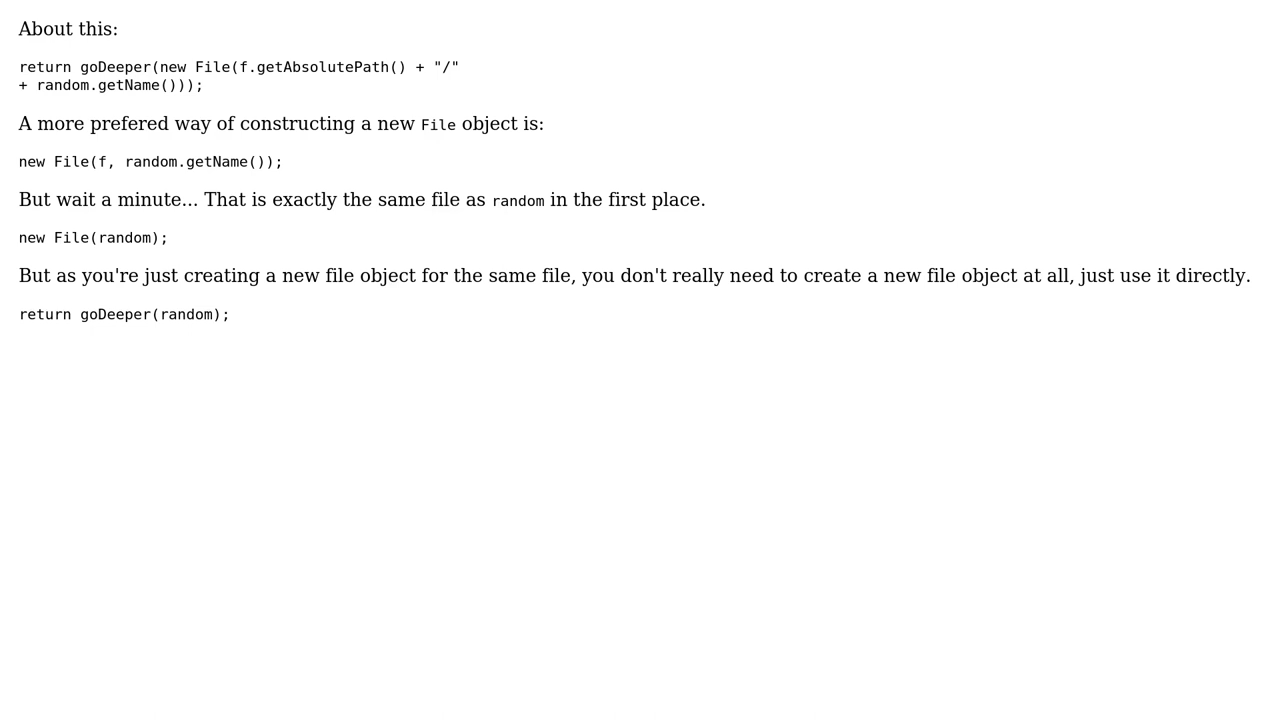 About this:
return goDeeper(new File(f.getAbsolutePath() + "/"
+ random.getName()));
A more prefered way of constructing a new File object is:
new File(f, random.getName());
But wait a minute... That is exactly the same file as random in the first place.
new File(random);
But as you're just creating a new file object for the same file, you don't really need to create a new file object at all, just use it directly.
return goDeeper(random);